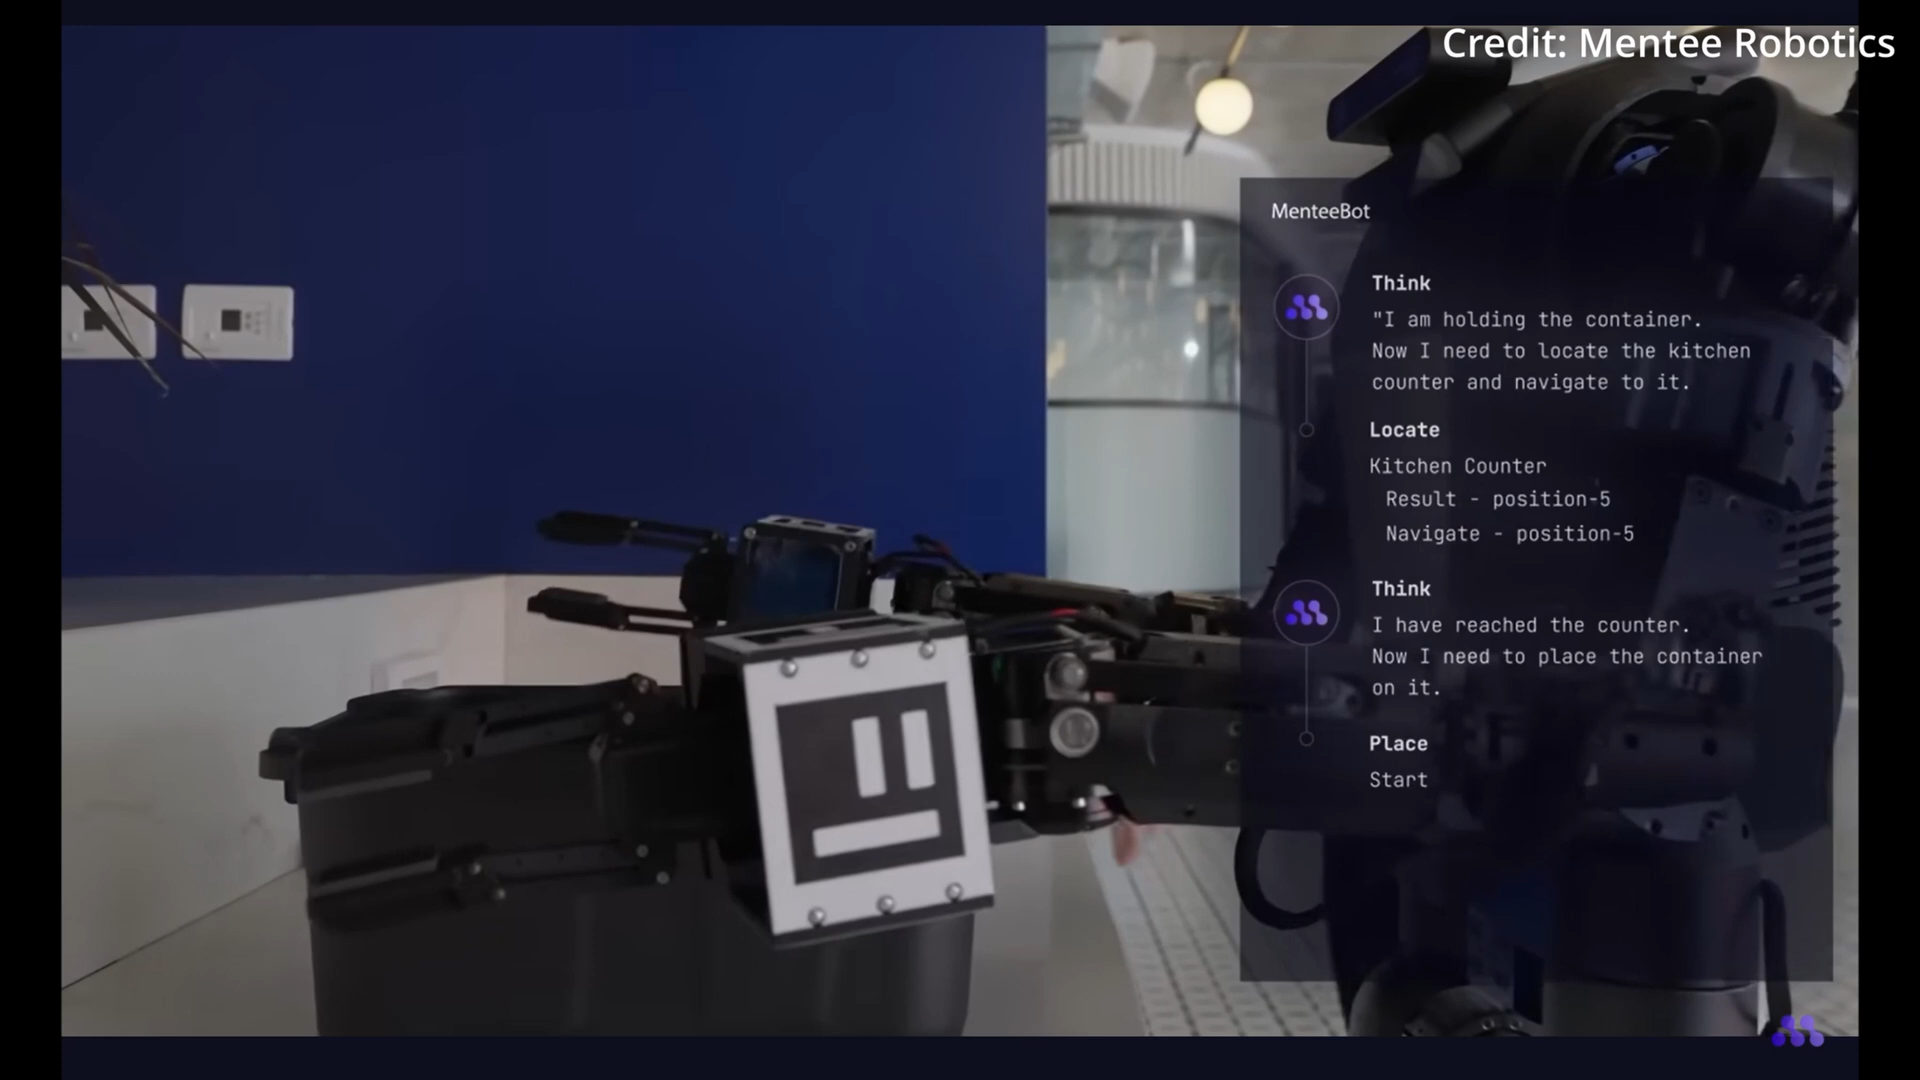 Credit: Mentee Robotics
MenteeBot
Think
"I am holding the container.
Now I need to locate the kitchen
counter and navigate to it.
Locate
Kitchen Counter
Result - position-5
Navigate - position-5
Think
I have reached the counter.
Now I need to place the container
on it.
Place
Start